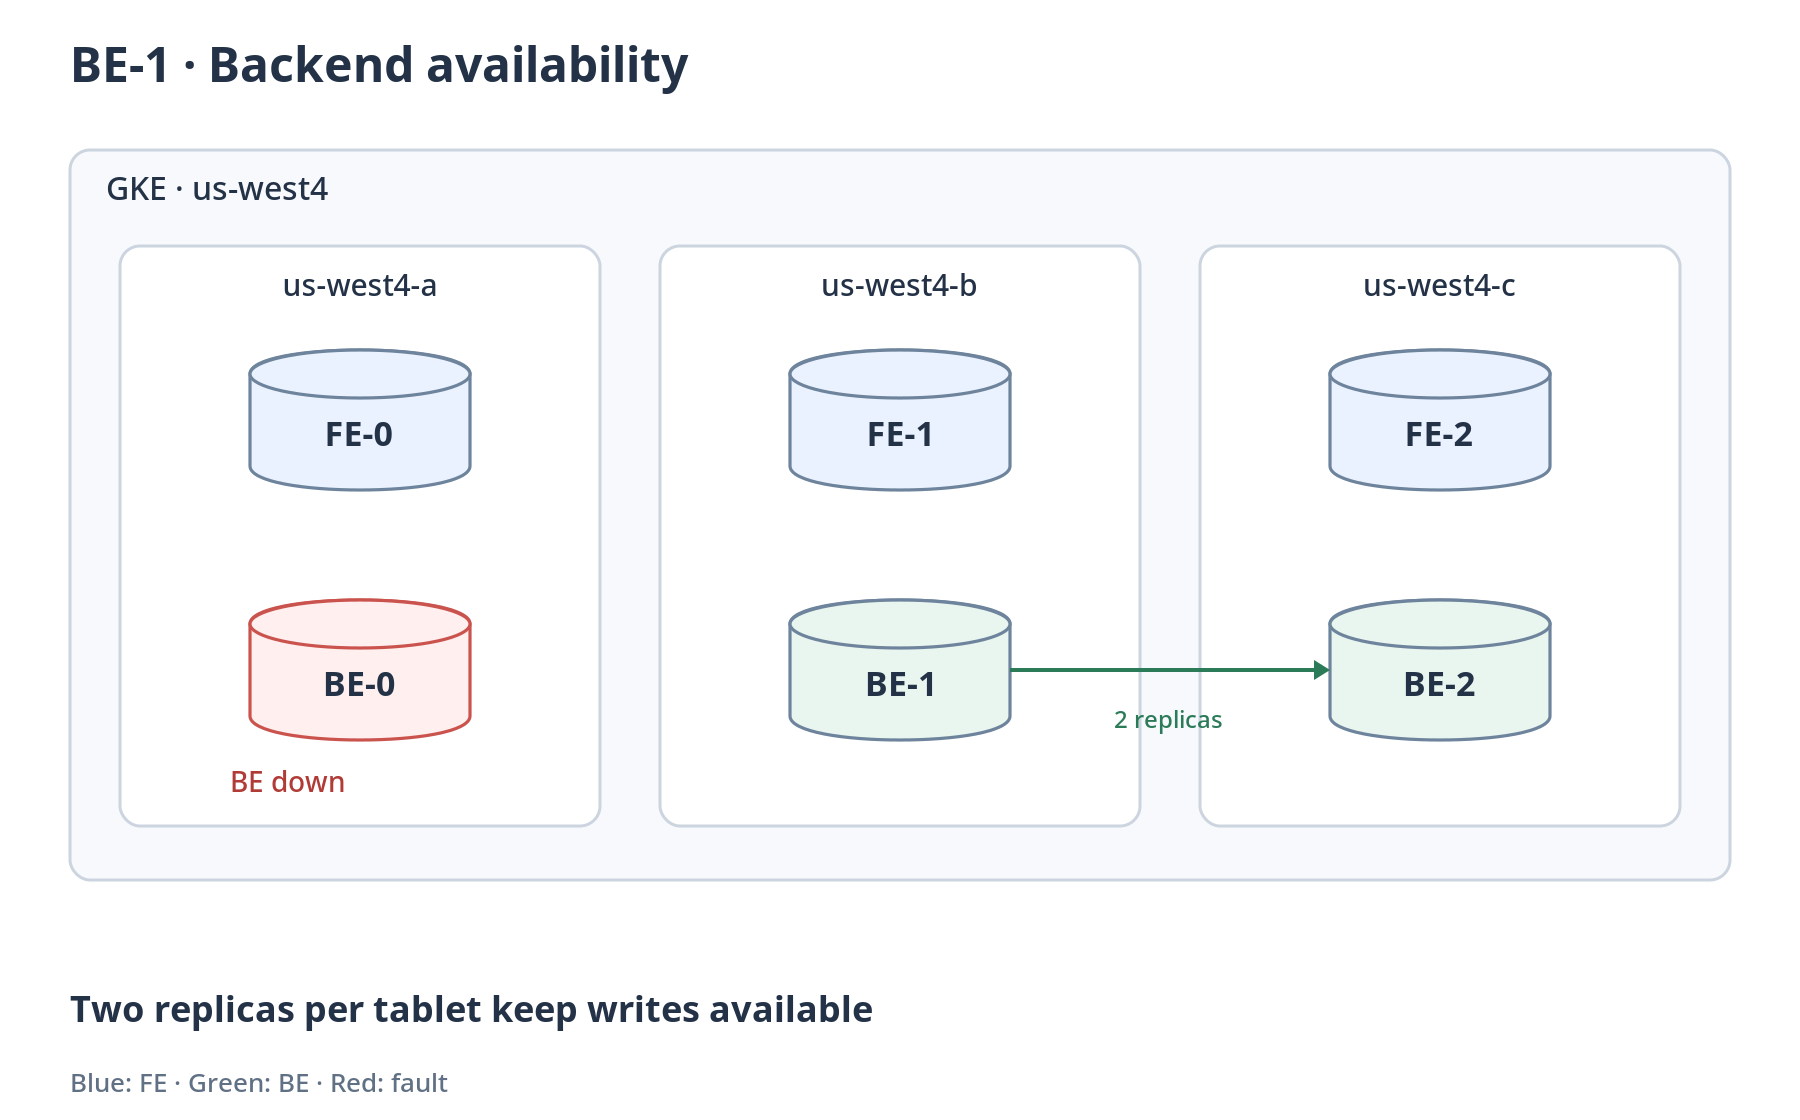 BE-1 · Backend availability
GKE · us-west4
us-west4-a
us-west4-b
us-west4-c
FE-0
FE-1
FE-2
BE-0
BE-1
BE-2
2 replicas
BE down
Two replicas per tablet keep writes available
Blue: FE · Green: BE · Red: fault